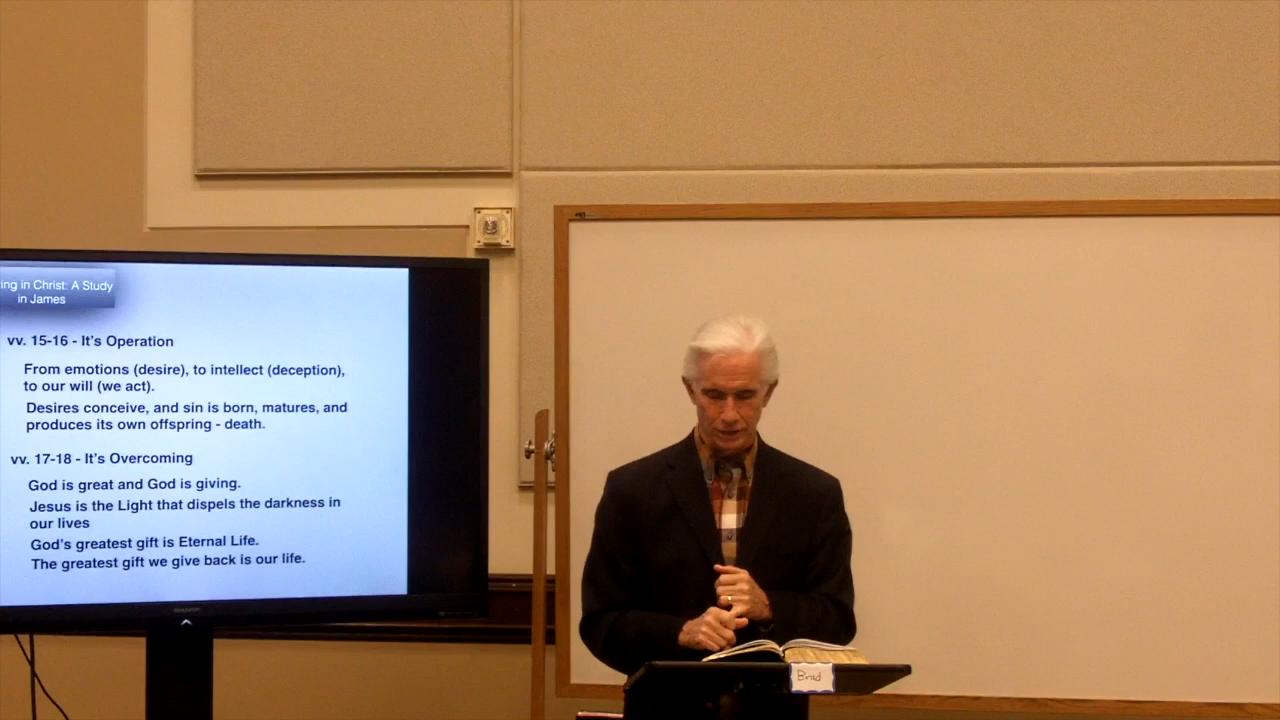 ing in Christ: A Study
in James
vv. 15-16 - It's Operation
From emotions (desire), to intellect (deception),
to our will (we act).
Desires conceive, and sin is born, matures, and
produces its own offspring - death.
vv. 17-18 - It's Overcoming
God is great and God is giving.
Jesus is the Light that dispels the darkness in
our lives
God's greatest gift is Eternal Life.
The greatest gift we give back is our life.
Brad